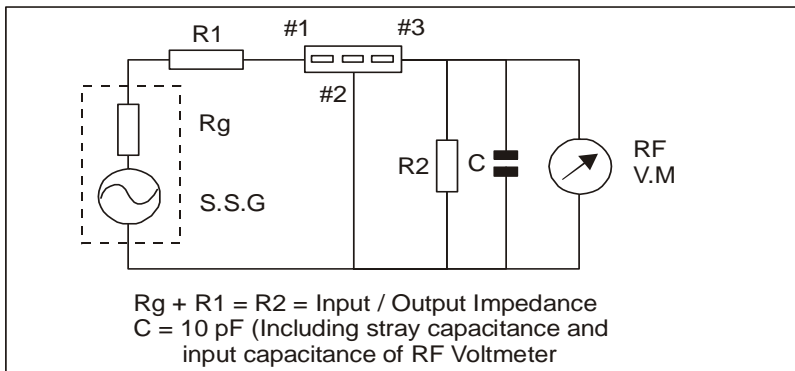 R1
#1
#3
#2
Rg
S.S.G
R2
C
RF
V.M
Rg + R1 = R2 = Input / Output Impedance
C = 10 pF (Including stray capacitance and
input capacitance of RF Voltmeter